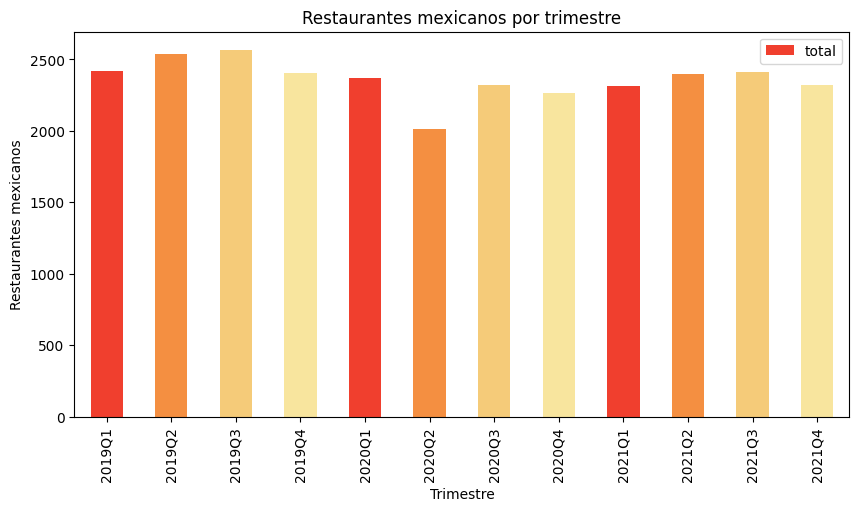 Restaurantes mexicanos por trimestre
total
Restaurantes mexicanos
2500
2000
1500
1000
500
0
2019Q1
2019Q2
2019Q3
2019Q4
2020Q1
2020Q2
2020Q3
2020Q4
2021Q1
2021Q2
2021Q3
2021Q4
Trimestre